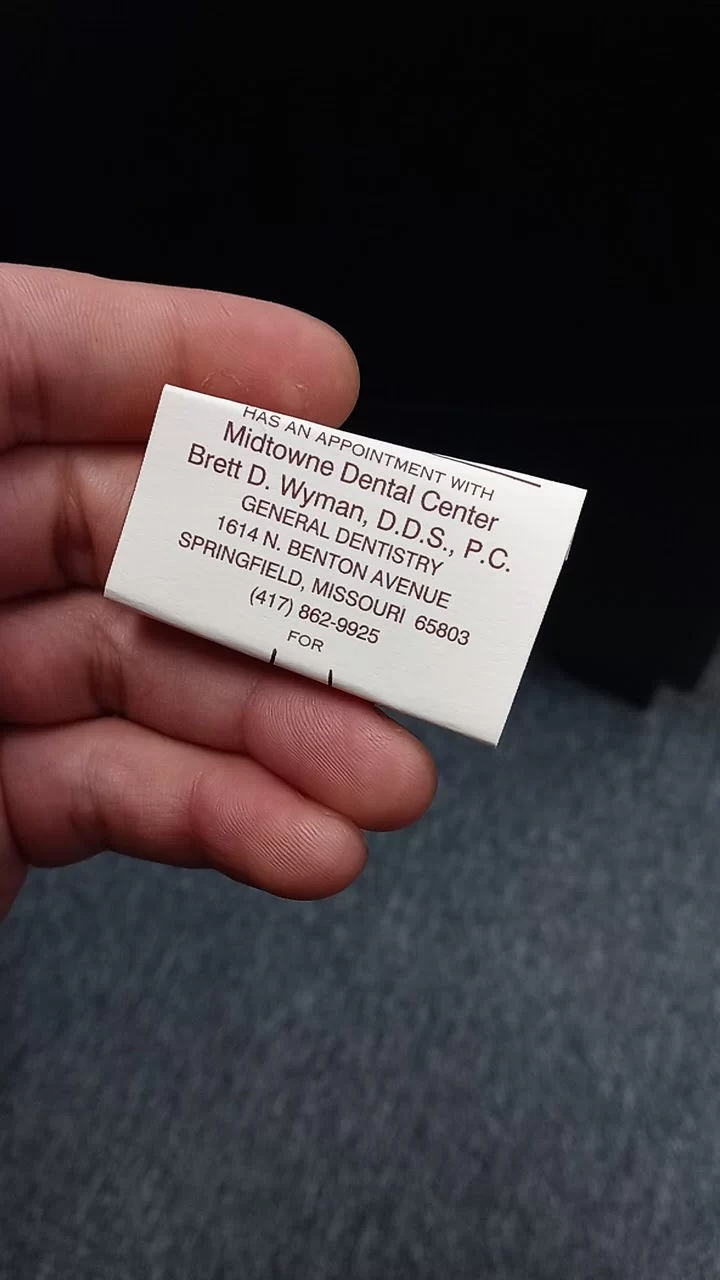 HAS AN APPOINTMENT WITH
Midtowne Dental Center
Brett D. Wyman, D.D.S., P.C.
GENERAL DENTISTRY
1614 N. BENTON AVENUE
SPRINGFIELD, MISSOURI 65803
(417) 862-9925
FOR